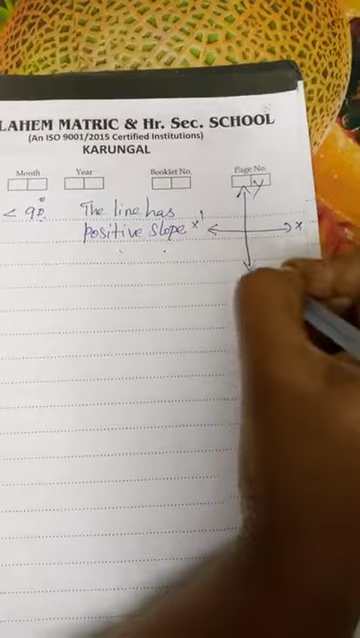 LAHEM MATRIC & Hr. Sec. SCHOOL
(An ISO 9001/2015 Certified Institutions)
KARUNGAL
Month Year Booklet No. Page No.
y
< 90° The line has
positive slope x' x